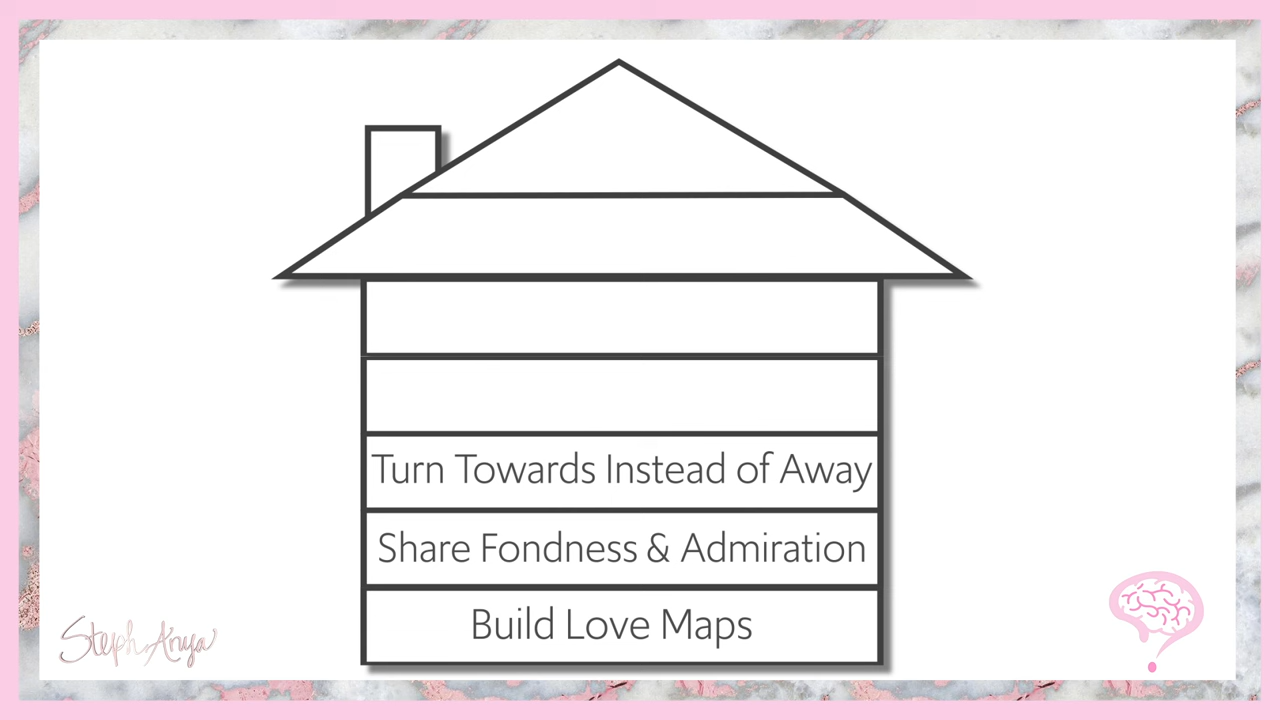 Turn Towards Instead of Away
Share Fondness & Admiration
Build Love Maps
Steph Anya